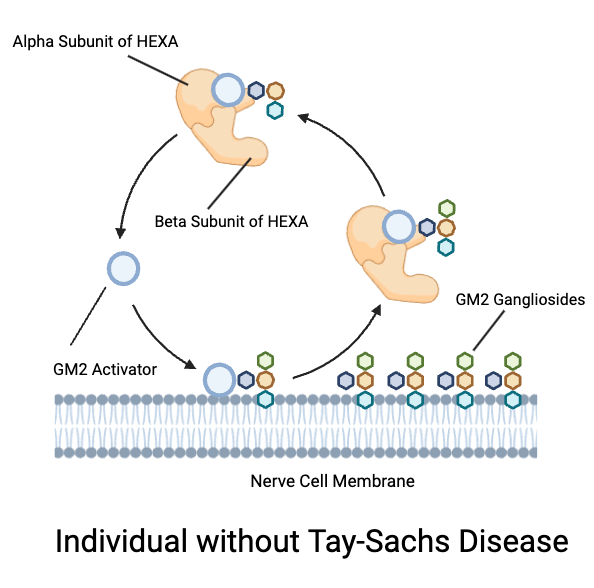 Alpha Subunit of HEXA
Beta Subunit of HEXA
GM2 Gangliosides
GM2 Activator
Nerve Cell Membrane
Individual without Tay-Sachs Disease